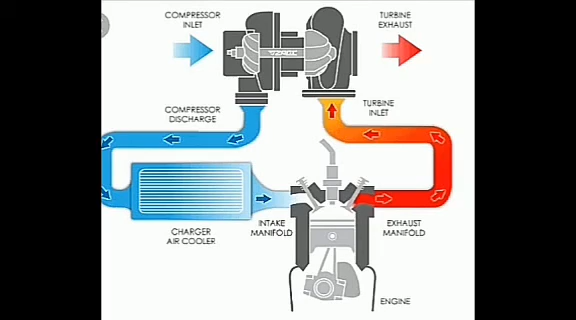 COMPRESSOR
INLET
TURBINE
EXHAUST
COMPRESSOR
DISCHARGE
TURBINE
INLET
CHARGER
AIR COOLER
INTAKE
MANIFOLD
EXHAUST
MANIFOLD
ENGINE